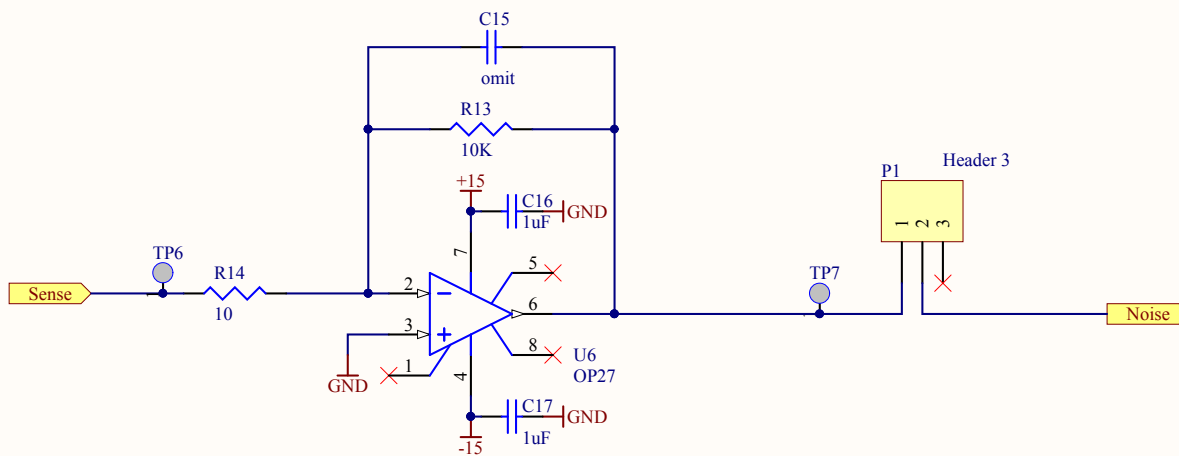 C15
omit
R13
10K
Header 3
P1
+15
C16
1uF
GND
1
2
3
7
TP6
R14
10
Sense
2
5
TP7
6
Noise
3
8
U6
OP27
1
GND
4
C17
1uF
GND
-15